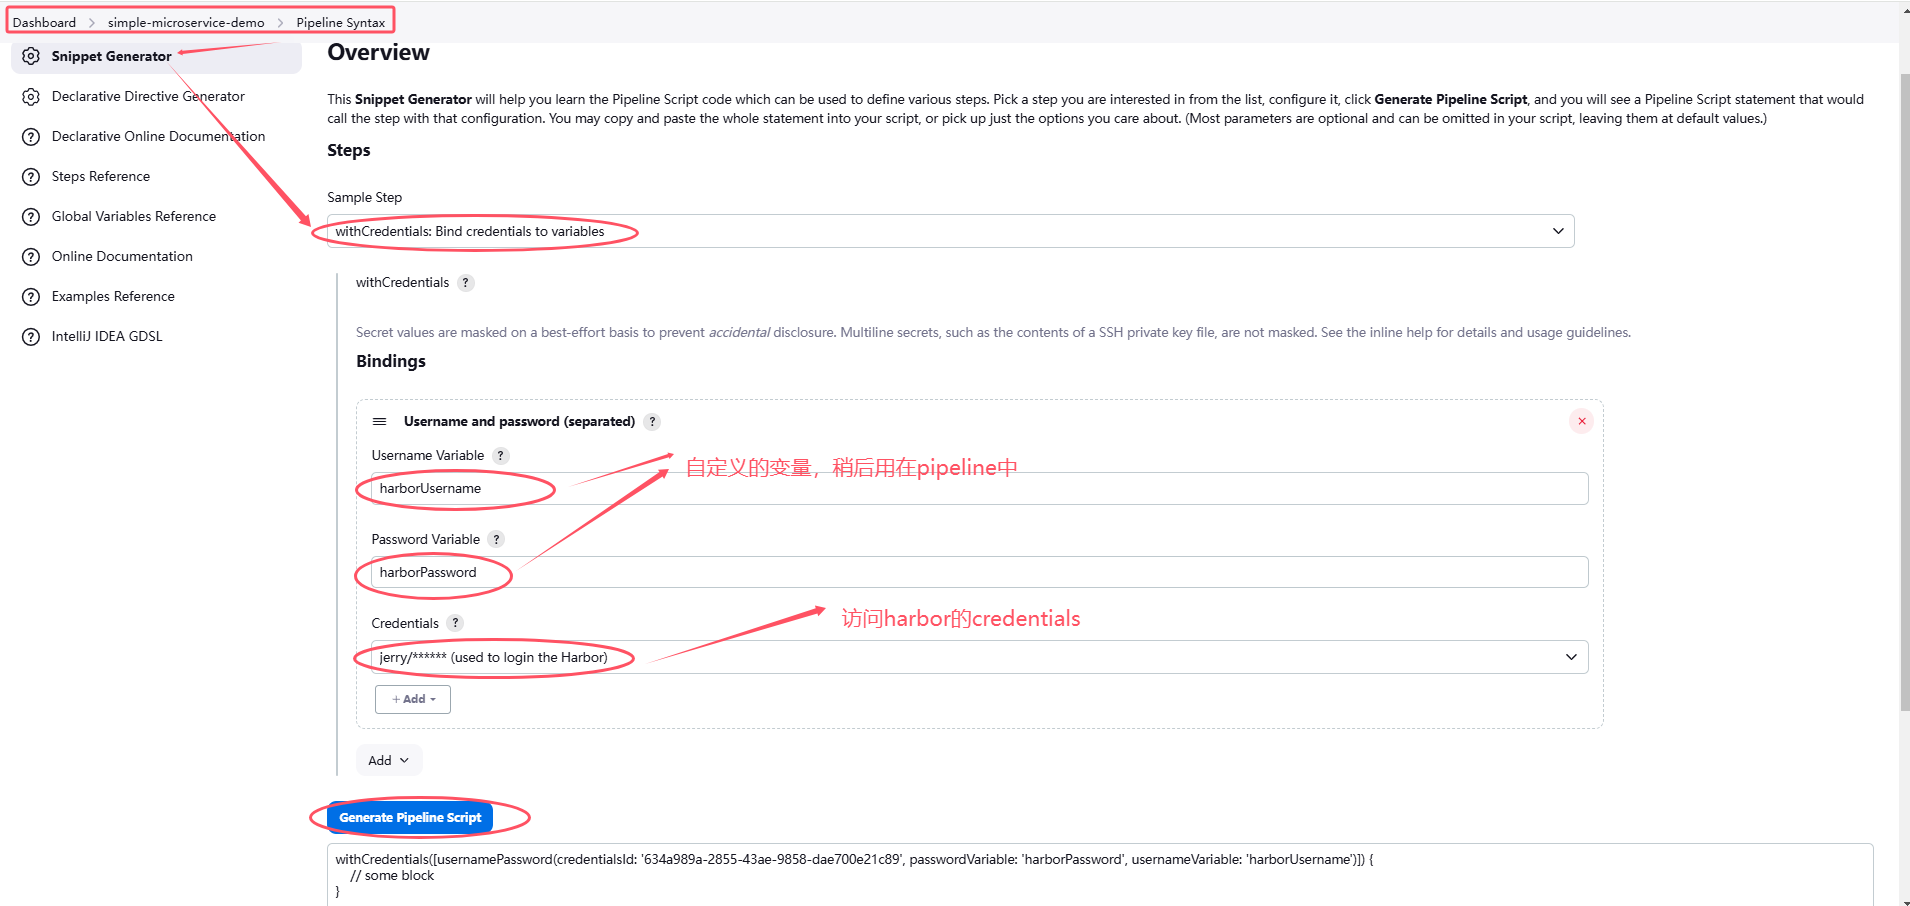 Dashboard > simple-microservice-demo > Pipeline Syntax
Snippet Generator
Declarative Directive Generator
Declarative Online Documentation
Steps Reference
Global Variables Reference
Online Documentation
Examples Reference
IntelliJ IDEA GDSL
Overview
This Snippet Generator will help you learn the Pipeline Script code which can be used to define various steps. Pick a step you are interested in from the list, configure it, click Generate Pipeline Script, and you will see a Pipeline Script statement that would
call the step with that configuration. You may copy and paste the whole statement into your script, or pick up just the options you care about. (Most parameters are optional and can be omitted in your script, leaving them at default values.)
Steps
Sample Step
withCredentials: Bind credentials to variables
withCredentials ?
Secret values are masked on a best-effort basis to prevent accidental disclosure. Multiline secrets, such as the contents of a SSH private key file, are not masked. See the inline help for details and usage guidelines.
Bindings
Username and password (separated) ?
Username Variable ?
自定义的变量，稍后用在pipeline中
harborUsername
Password Variable ?
harborPassword
访问harbor的credentials
Credentials ?
jerry/****** (used to login the Harbor)
+ Add
Add
Generate Pipeline Script
withCredentials([usernamePassword(credentialsId: '634a989a-2855-43ae-9858-dae700e21c89', passwordVariable: 'harborPassword', usernameVariable: 'harborUsername')]) {
// some block
}